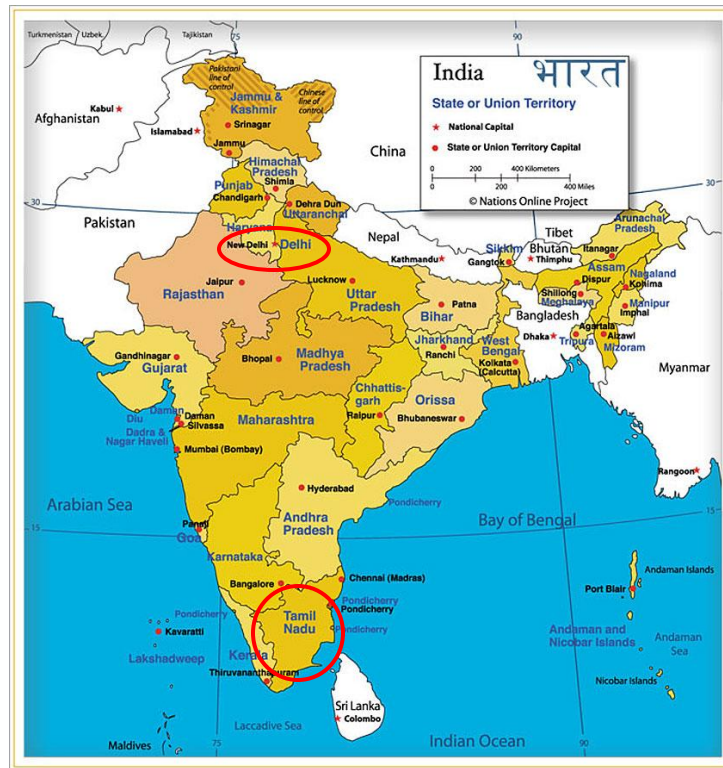 Turkmenistan
Uzbek.
Tajikistan
75
90
Pakistani
line of
control
Chinese
line of
control
India भारत
State or Union Territory
National Capital
State or Union Territory Capital
0 200 400 Kilometers
0 200 400 Miles
© Nations Online Project
Kabul
Afghanistan
Islamabad
Jammu &
Kashmir
Srinagar
Jammu
China
Himachal
Pradesh
Shimla
Punjab
Chandigarh
Dehra Dun
Uttaranchal
30
30
Pakistan
Haryana
New Delhi
Delhi
Nepal
Kathmandu
Tibet
Bhutan
Thimphu
Sikkim
Gangtok
Arunachal
Pradesh
Itanagar
Assam
Dispur
Nagaland
Kohima
Shillong
Meghalaya
Manipur
Imphal
Jaipur
Rajasthan
Lucknow
Uttar
Pradesh
Patna
Bihar
Bangladesh
Dhaka
Agartala
Tripura
Aizawl
Mizoram
Myanmar
Jharkhand
Ranchi
West
Bengal
Kolkata
(Calcutta)
Gandhinagar
Gujarat
Bhopal
Madhya
Pradesh
Chhattis-
garh
Raipur
Orissa
Bhubaneswar
Daman
Diu
Daman
Silvassa
Dadra &
Nagar Haveli
Maharashtra
Mumbai (Bombay)
Rangoon
Arabian Sea
Hyderabad
Pondicherry
Andhra
Pradesh
Bay of Bengal
15
15
Panaji
Goa
Karnataka
Bangalore
Chennai (Madras)
Andaman Islands
Port Blair
Pondicherry
Pondicherry
Pondicherry
Tamil
Nadu
Pondicherry
Kavaratti
Lakshadweep
Kerala
Thiruvananthapuram
Andaman and
Nicobar Islands
Andaman
Sea
Nicobar Islands
Sri Lanka
Colombo
Laccadive Sea
Maldives
75
Indian Ocean
90